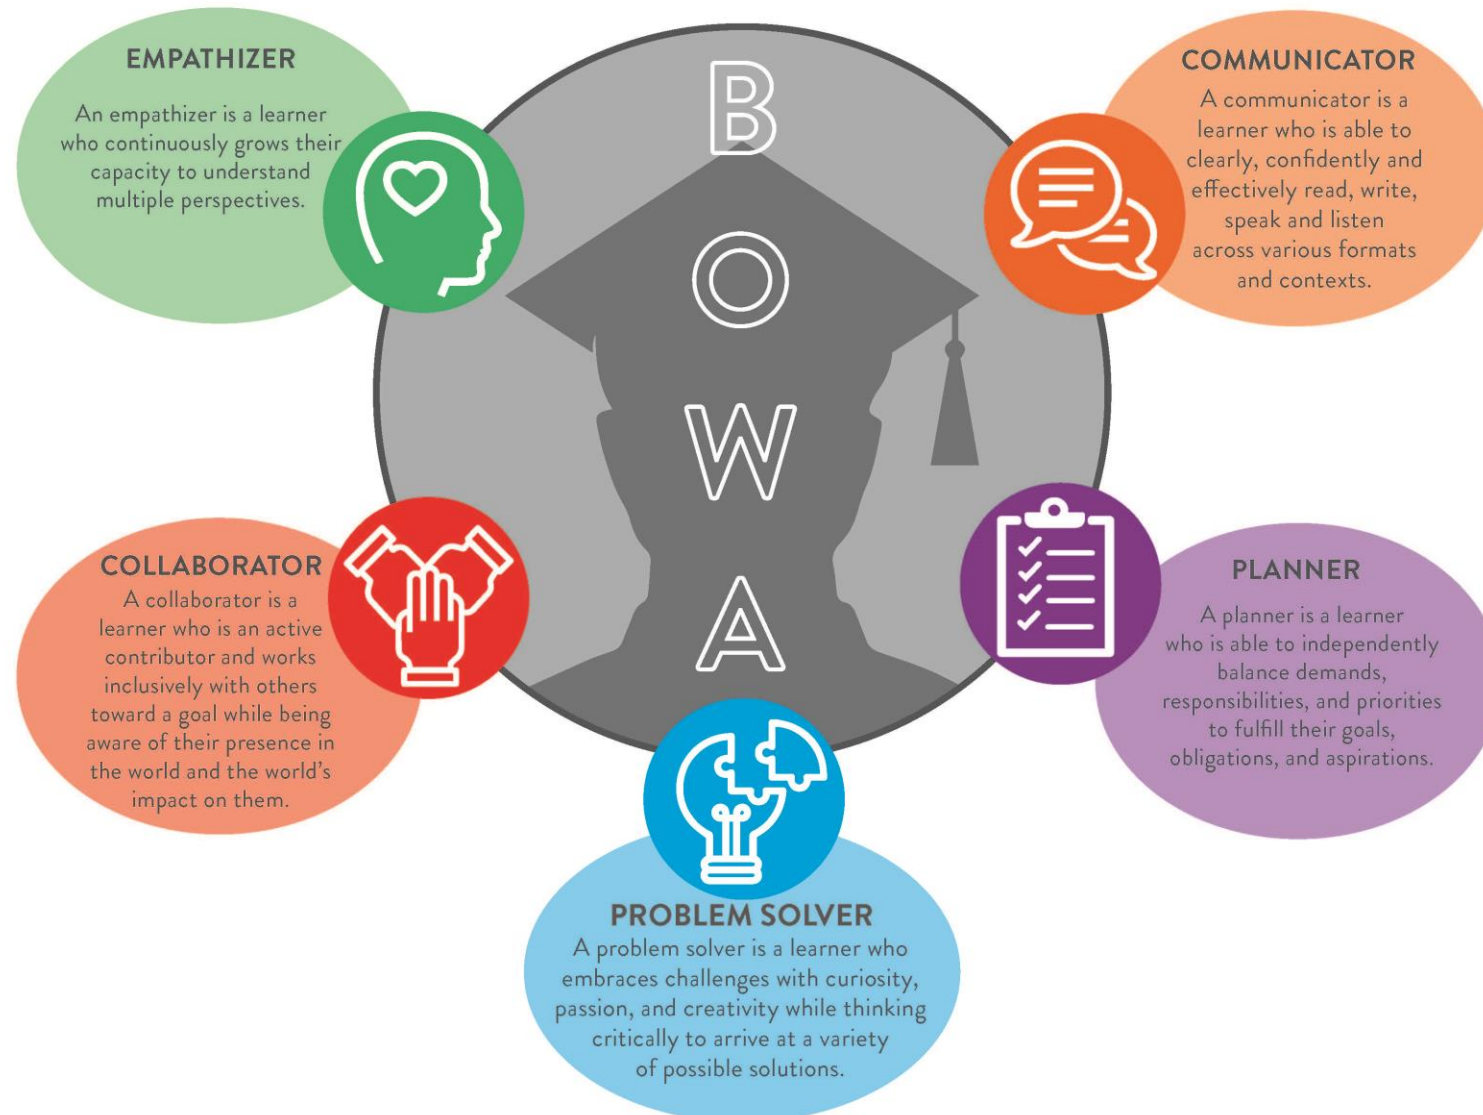 EMPATHIZER
An empathizer is a learner
who continuously grows their
capacity to understand
multiple perspectives.
B
O
W
A
COMMUNICATOR
A communicator is a
learner who is able to
clearly, confidently and
effectively read, write,
speak and listen
across various formats
and contexts.
COLLABORATOR
A collaborator is a
learner who is an active
contributor and works
inclusively with others
toward a goal while being
aware of their presence in
the world and the world's
impact on them.
PLANNER
A planner is a learner
who is able to independently
balance demands,
responsibilities, and priorities
to fulfill their goals,
obligations, and aspirations.
PROBLEM SOLVER
A problem solver is a learner who
embraces challenges with curiosity,
passion, and creativity while thinking
critically to arrive at a variety
of possible solutions.